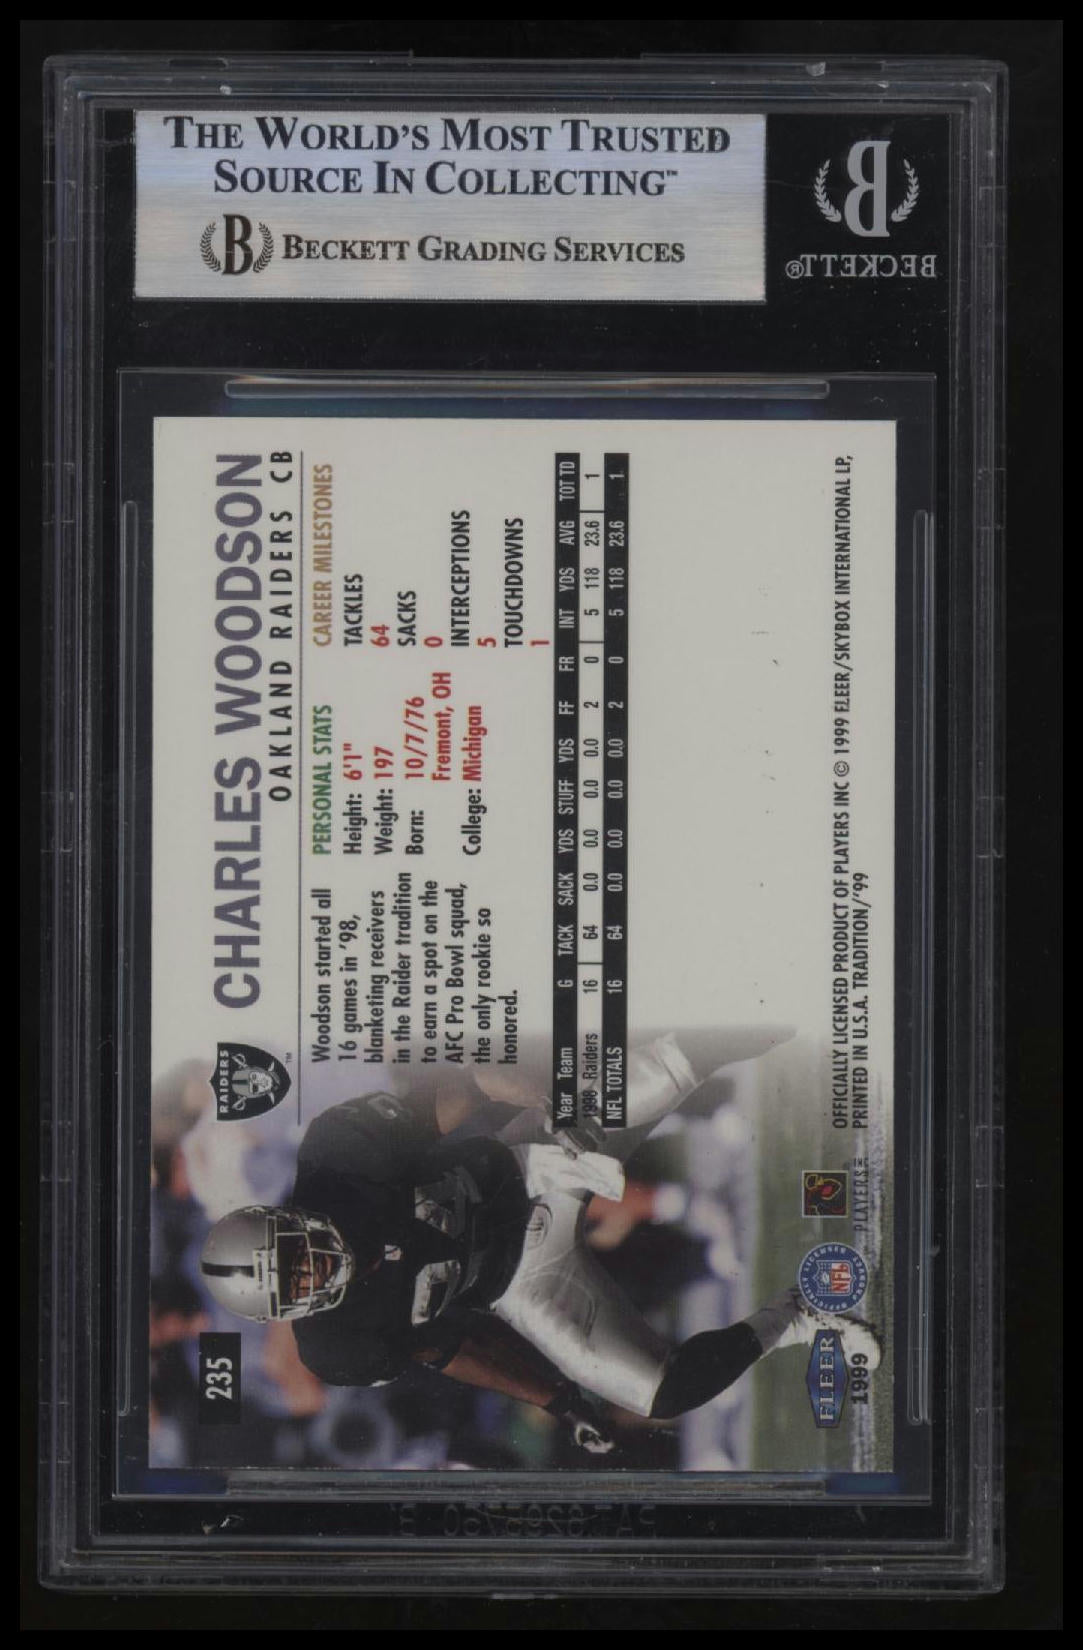 THE WORLD'S MOST TRUSTED
SOURCE IN COLLECTING™
B BECKETT GRADING SERVICES
B
BECKETT®
RAIDERS
™
CHARLES WOODSON
OAKLAND RAIDERS CB
Woodson started all
16 games in '98,
blanketing receivers
in the Raider tradition
to earn a spot on the
AFC Pro Bowl squad,
the only rookie so
honored.
PERSONAL STATS
Height: 6'1"
Weight: 197
Born: 10/7/76
Fremont, OH
College: Michigan
CAREER MILESTONES
TACKLES
64
SACKS
0
INTERCEPTIONS
5
TOUCHDOWNS
1
Year Team G TACK SACK YDS STUFF YDS FF FR INT YDS AVG TOT TD
1998 Raiders 16 64 0.0 0.0 0.0 0.0 2 0 5 118 23.6 1
NFL TOTALS 16 64 0.0 0.0 0.0 0.0 2 0 5 118 23.6 1
235
FLEER
1999
NFL
OFFICIALLY LICENSED PRODUCT
PLAYERS INC
OFFICIALLY LICENSED PRODUCT OF PLAYERS INC © 1999 FLEER/SKYBOX INTERNATIONAL LP,
PRINTED IN U.S.A. TRADITION/'99